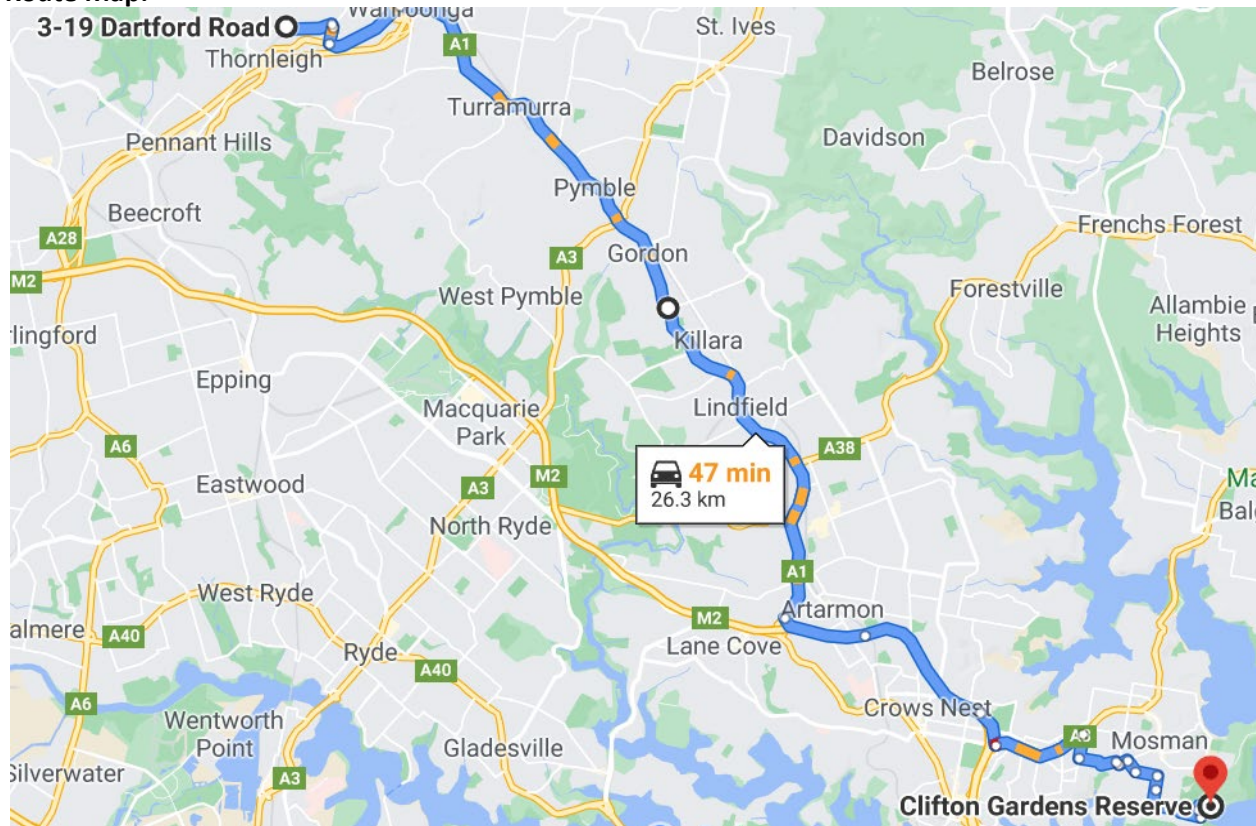 Wahroonga
3-19 Dartford Road
A1
St. Ives
Thornleigh
Belrose
Turramurra
Pennant Hills
Davidson
Pymble
Beecroft
Frenchs Forest
A28
Gordon
A3
M2
West Pymble
Forestville
Allambie
Heights
rlingford
Killara
Epping
Lindfield
Macquarie
Park
A6
A38
47 min
26.3 km
M2
Eastwood
A3
North Ryde
A1
West Ryde
Artarmon
M2
almere
A40
Lane Cove
Ryde
A40
A6
Crows Nest
Wentworth
Point
Gladesville
Mosman
Silverwater
A3
Clifton Gardens Reserve